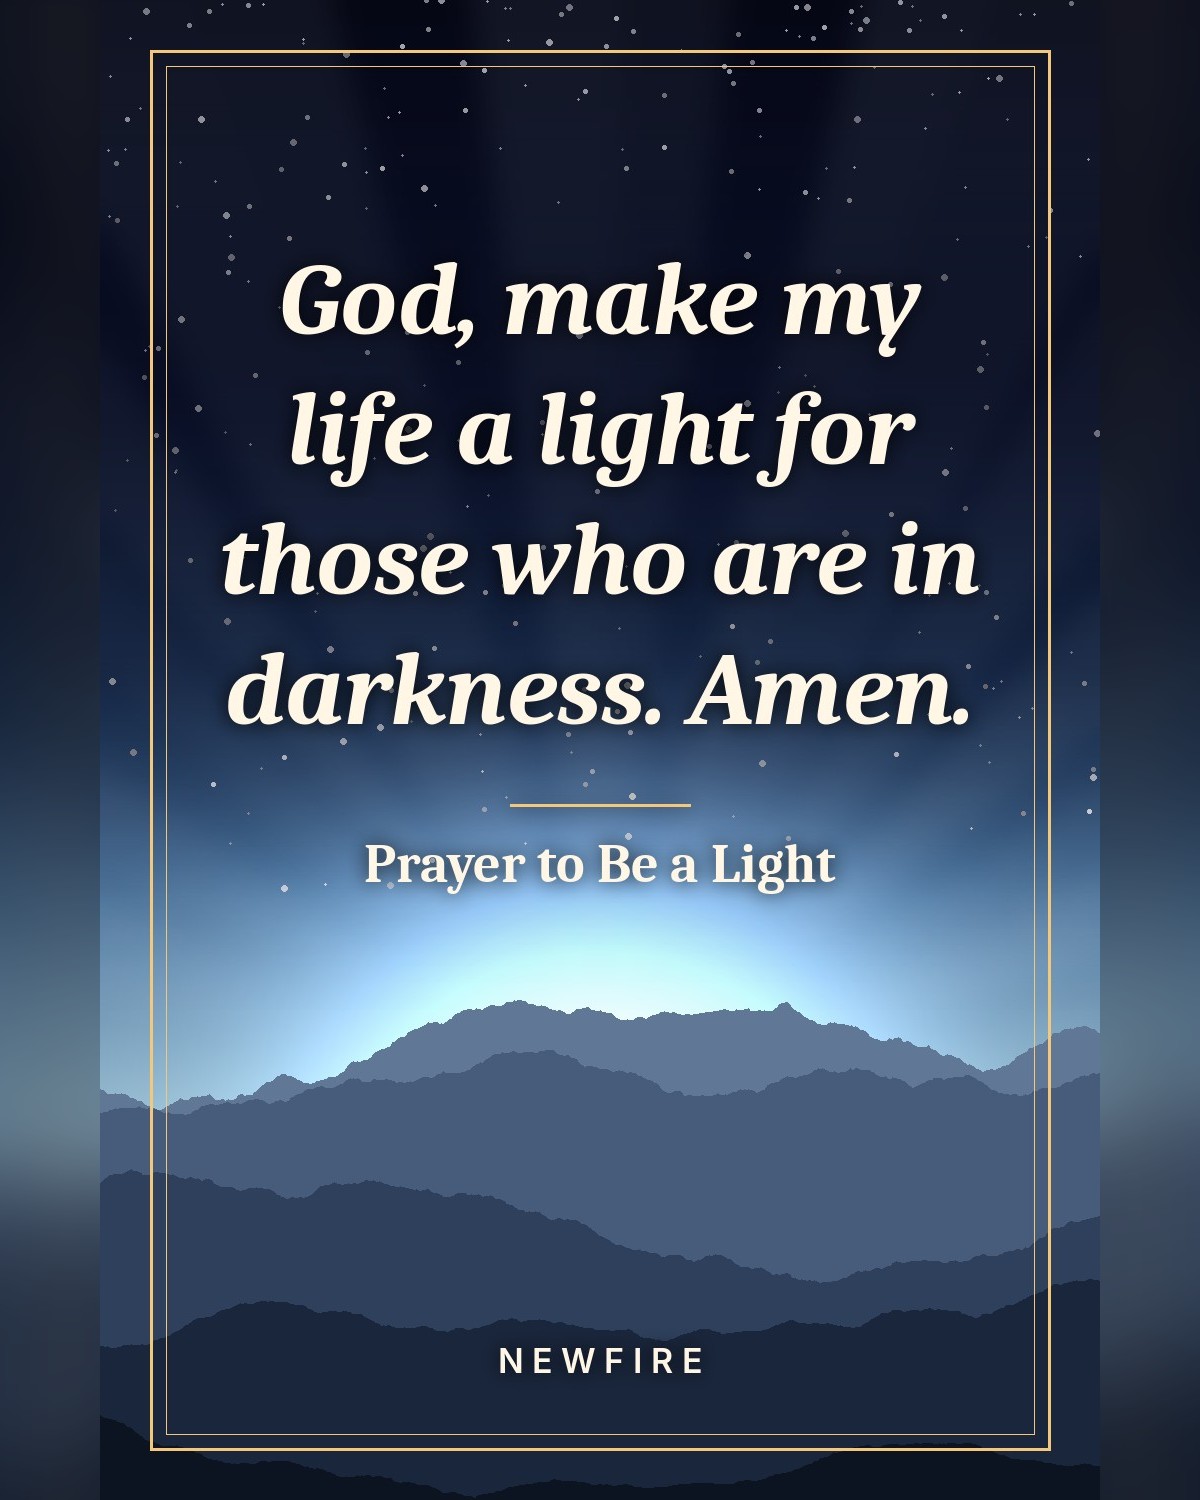 God, make my
life a light for
those who are in
darkness. Amen.
Prayer to Be a Light
NEWFIRE